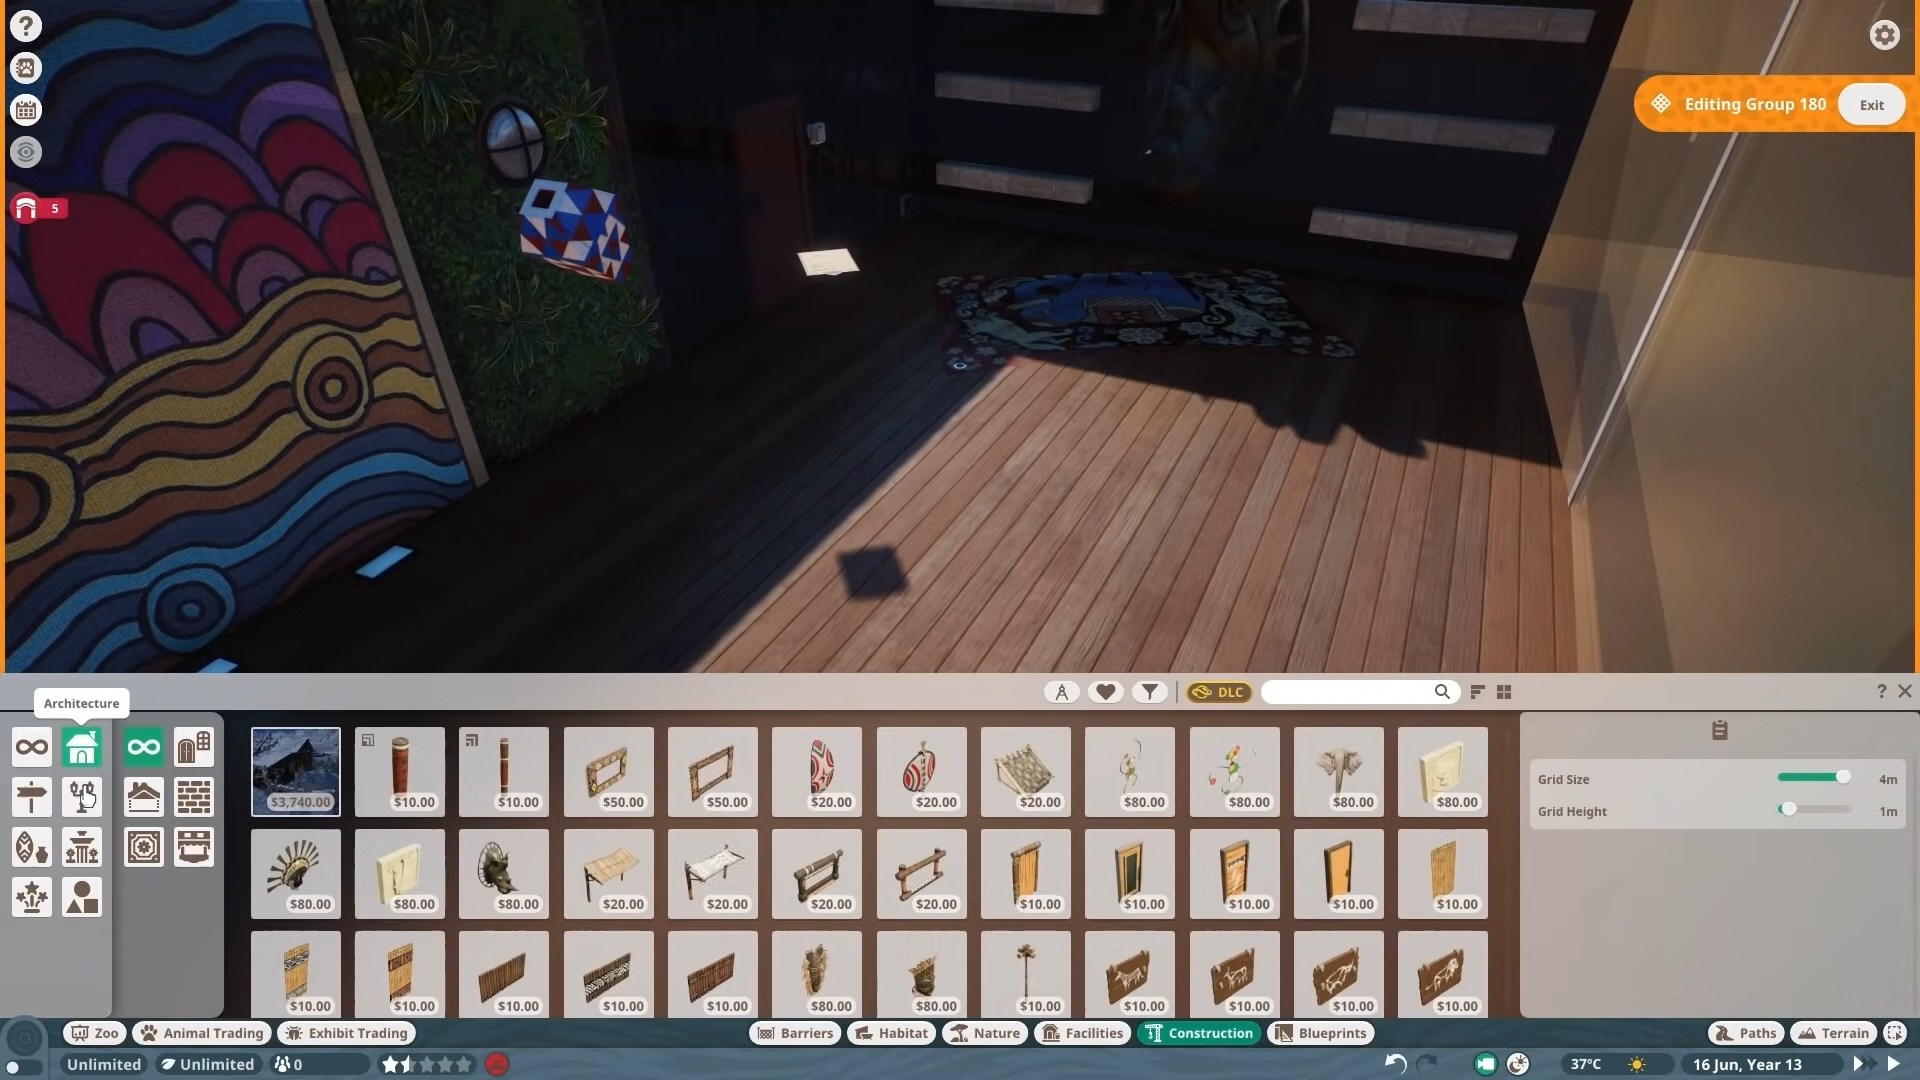 Editing Group 180 Exit
5
Architecture
DLC
?
$3,740.00 $10.00 $10.00 $50.00 $50.00 $20.00 $20.00 $20.00 $80.00 $80.00 $80.00 $80.00
$80.00 $80.00 $80.00 $20.00 $20.00 $20.00 $20.00 $10.00 $10.00 $10.00 $10.00 $10.00
$10.00 $10.00 $10.00 $10.00 $10.00 $80.00 $80.00 $10.00 $10.00 $10.00 $10.00 $10.00
Grid Size 4m
Grid Height 1m
Zoo Animal Trading Exhibit Trading Barriers Habitat Nature Facilities Construction Blueprints Paths Terrain
Unlimited Unlimited 0 37°C 16 Jun, Year 13